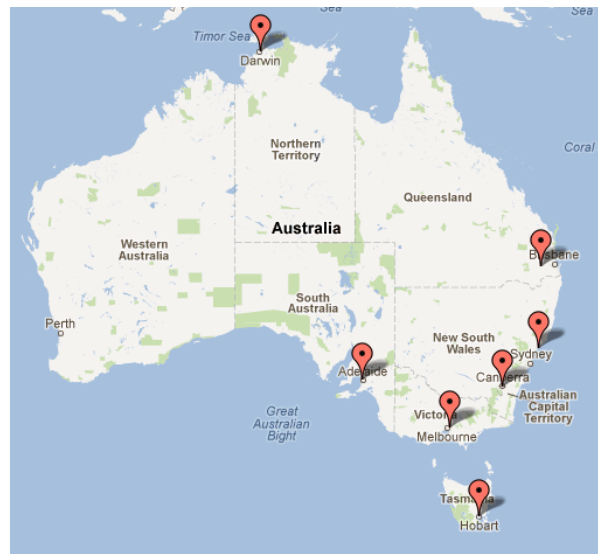 Sea
Sea
Timor Sea
Darwin
Northern
Territory
Coral
Queensland
Australia
Western
Australia
Brisbane
South
Australia
Perth
New South
Wales
Sydney
Adelaide
Canberra
Australian
Capital
Territory
Great
Australian
Bight
Victoria
Melbourne
Tasmania
Hobart